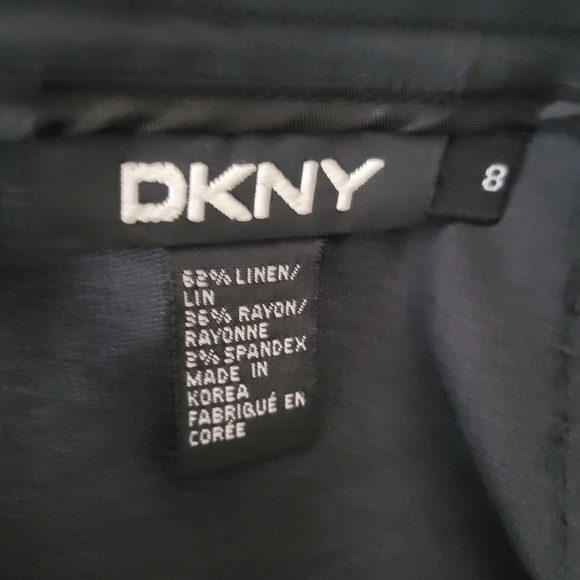 DKNY
8
62% LINEN/
LIN
36% RAYON/
RAYONNE
2% SPANDEX
MADE IN
KOREA
FABRIQUÉ EN
CORÉE